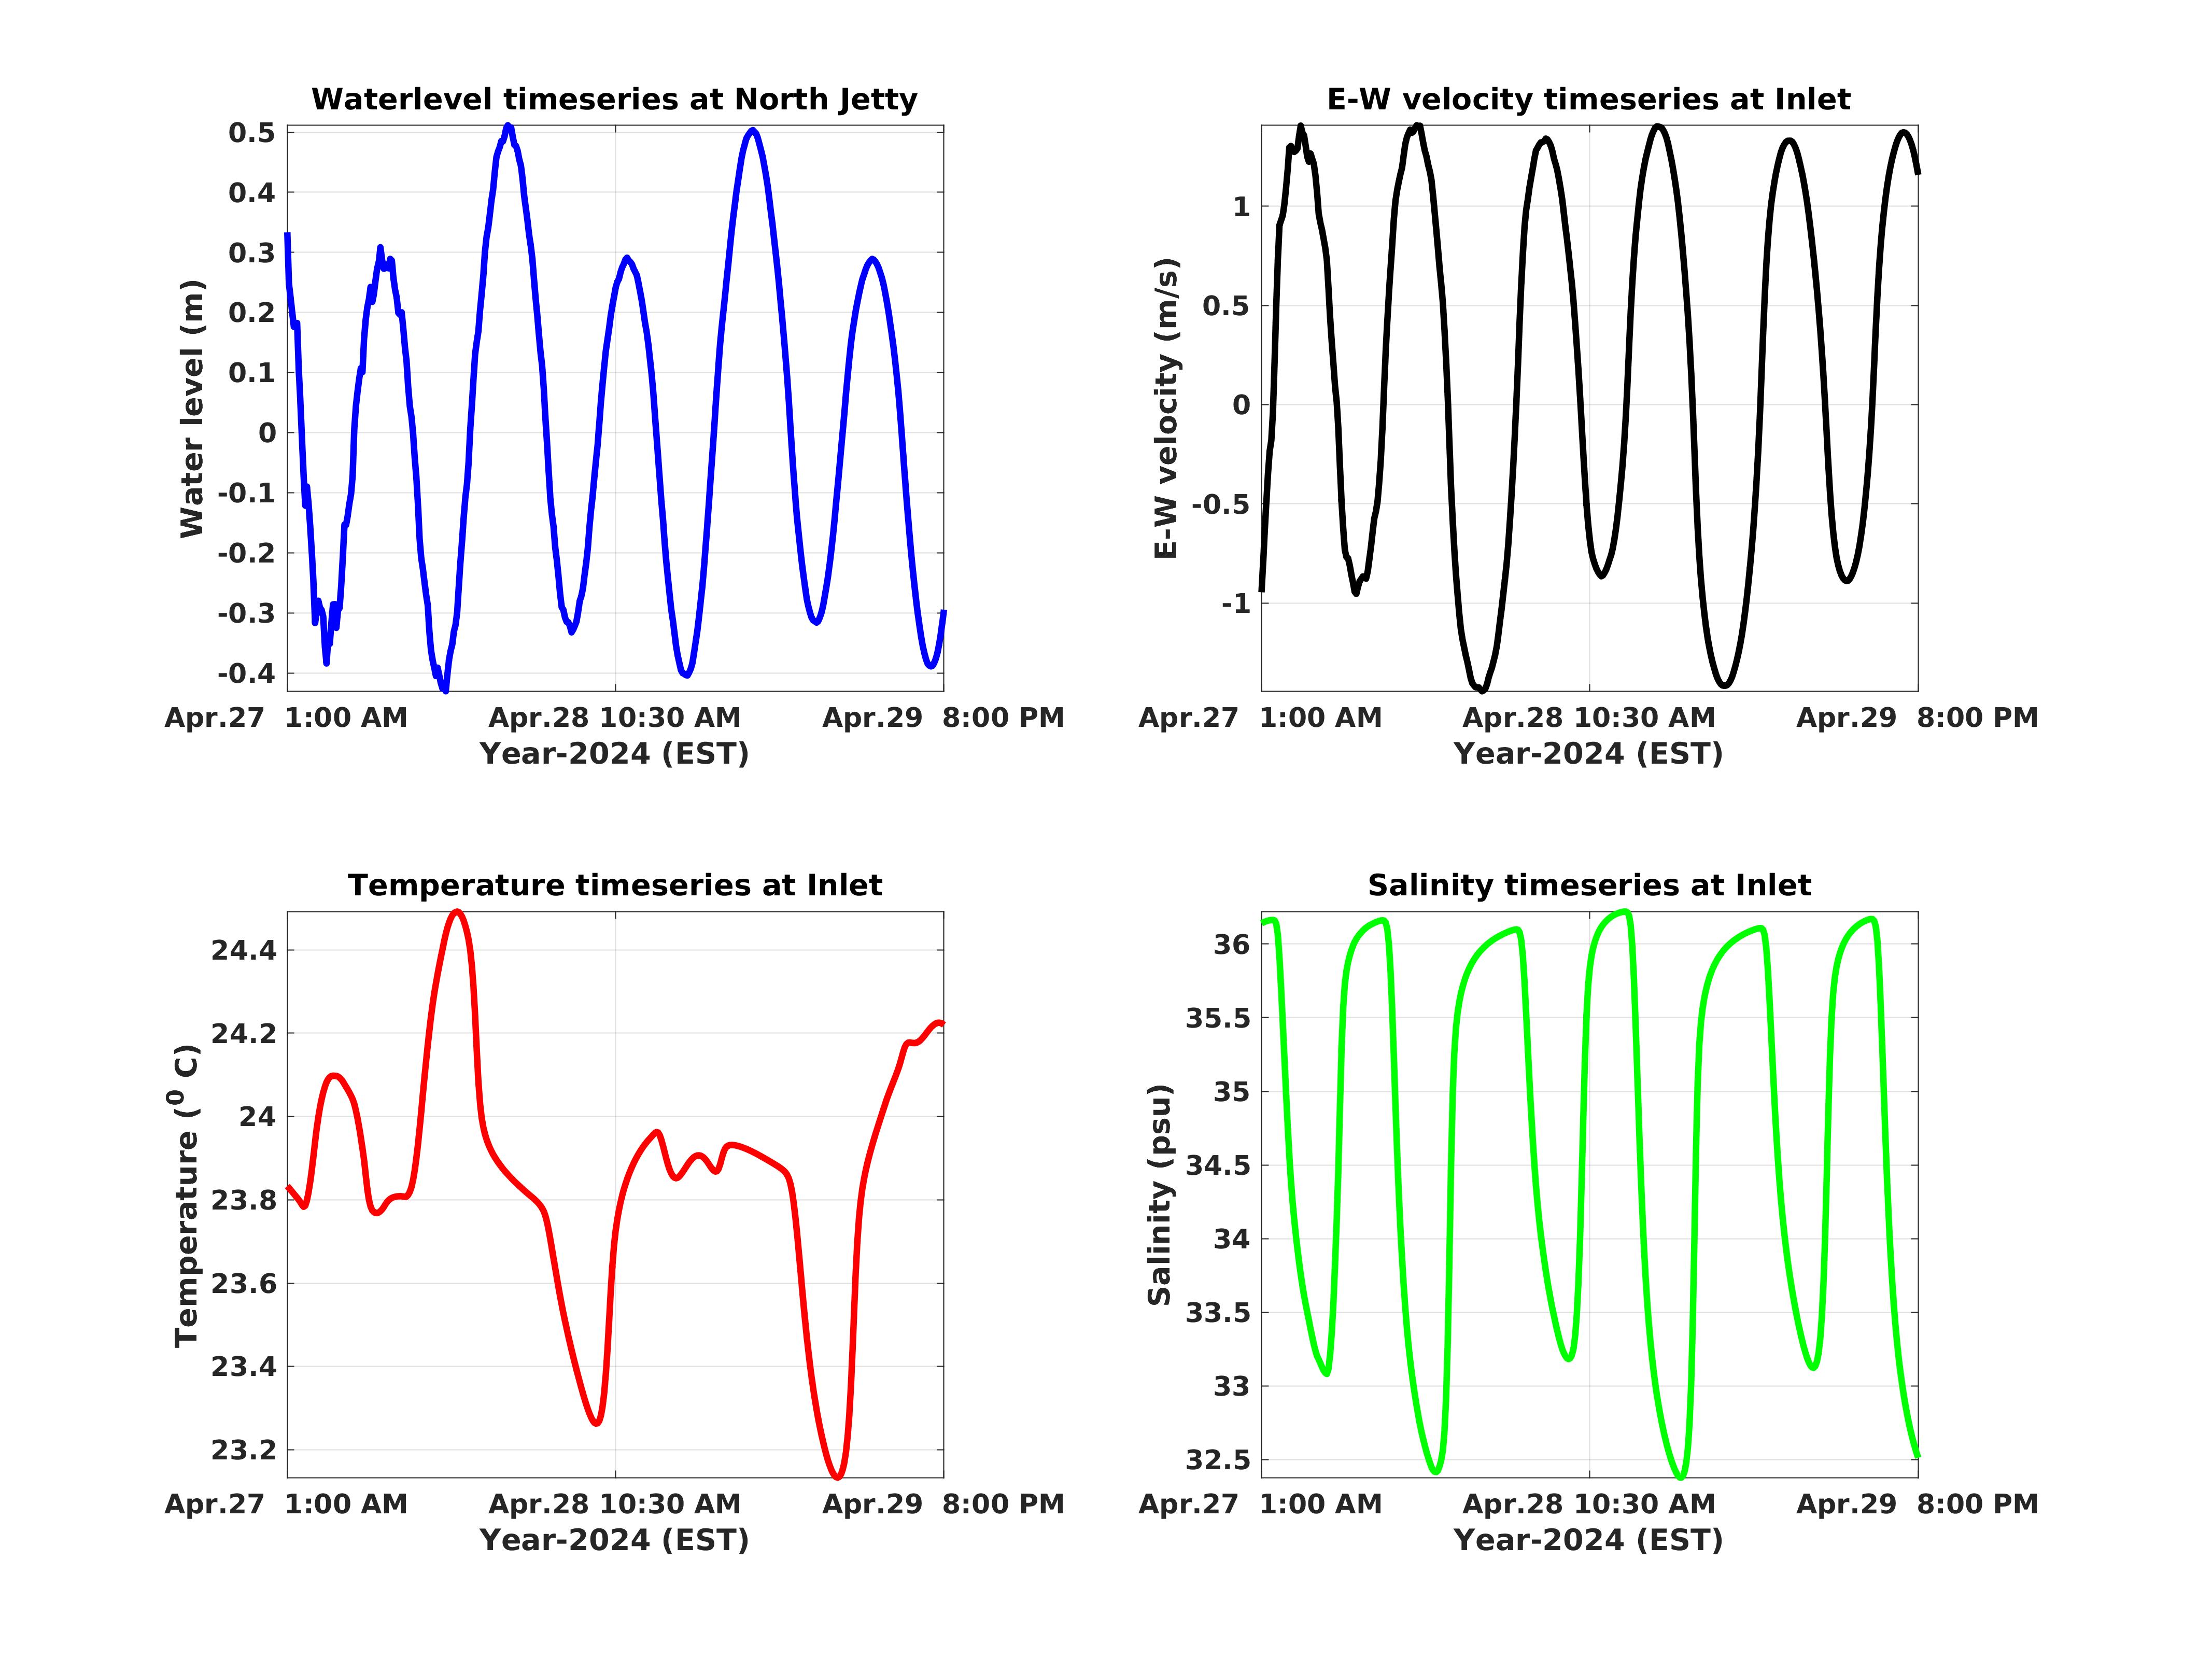 Waterlevel timeseries at North Jetty
0.5
0.4
0.3
0.2
0.1
0
-0.1
-0.2
-0.3
-0.4
Water level (m)
Apr.27 1:00 AM Apr.28 10:30 AM Apr.29 8:00 PM
Year-2024 (EST)
E-W velocity timeseries at Inlet
1
0.5
0
-0.5
-1
E-W velocity (m/s)
Apr.27 1:00 AM Apr.28 10:30 AM Apr.29 8:00 PM
Year-2024 (EST)
Temperature timeseries at Inlet
24.4
24.2
24
23.8
23.6
23.4
23.2
Temperature (⁰ C)
Apr.27 1:00 AM Apr.28 10:30 AM Apr.29 8:00 PM
Year-2024 (EST)
Salinity timeseries at Inlet
36
35.5
35
34.5
34
33.5
33
32.5
Salinity (psu)
Apr.27 1:00 AM Apr.28 10:30 AM Apr.29 8:00 PM
Year-2024 (EST)